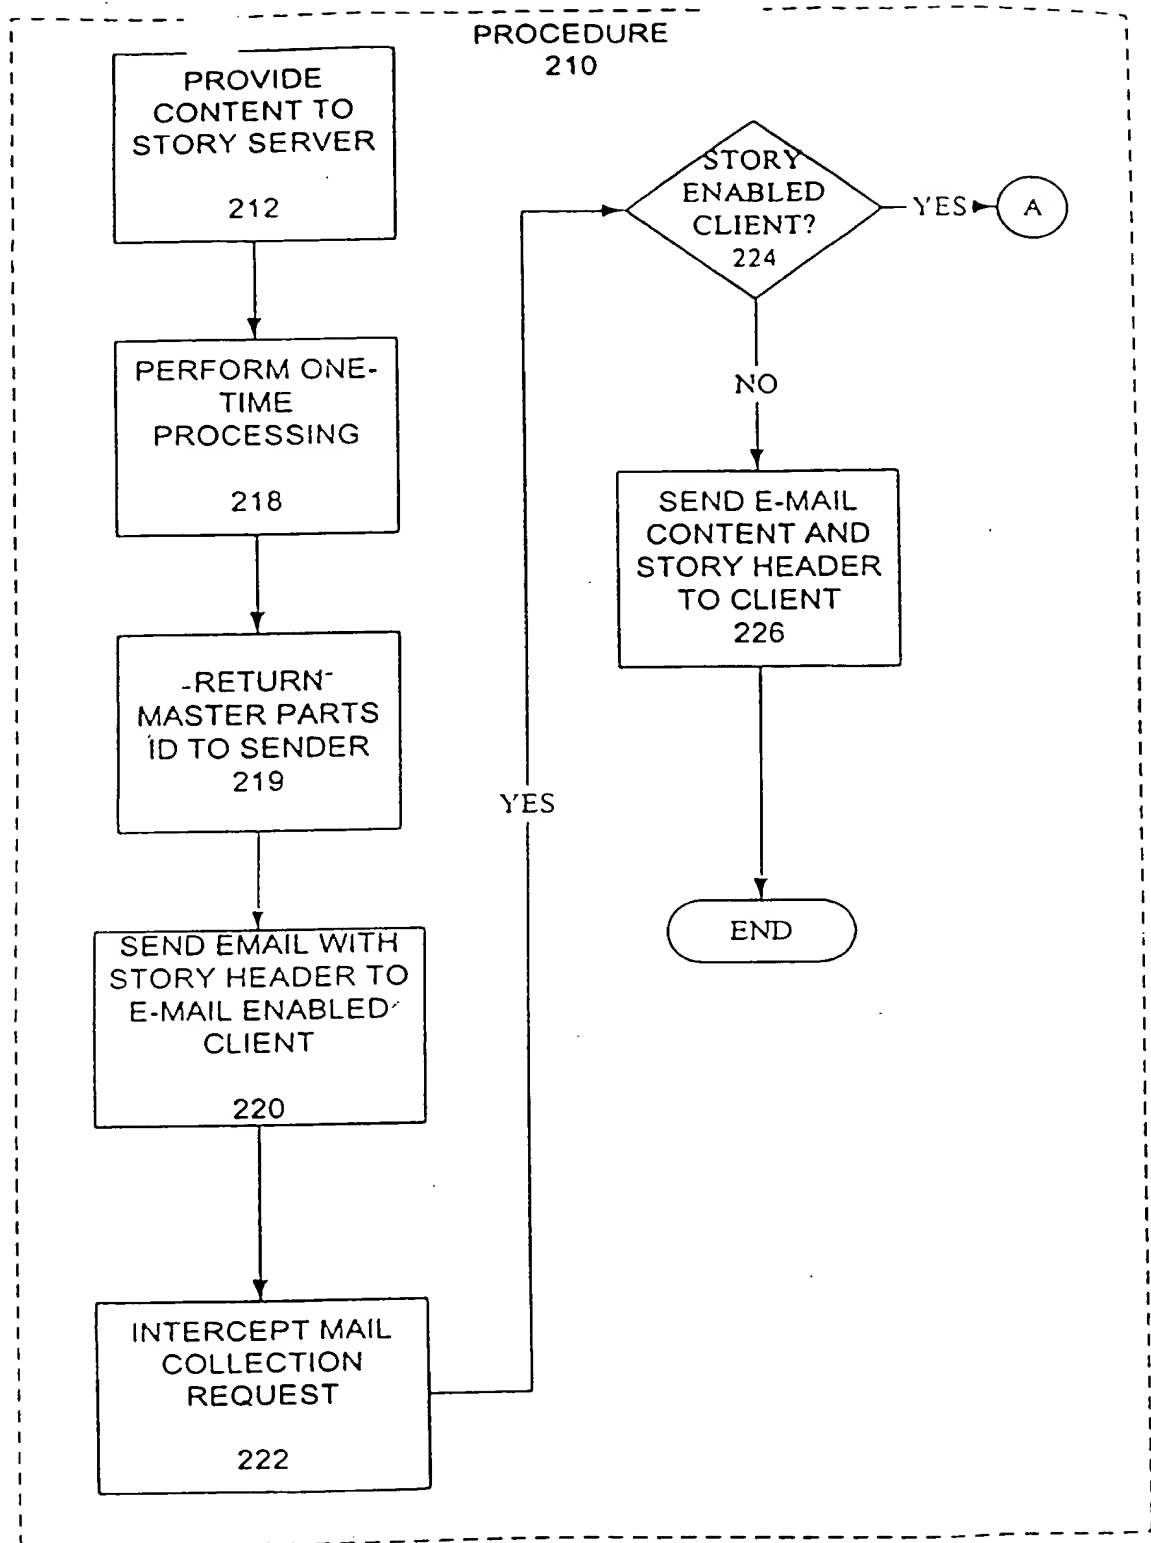 PROCEDURE
210
PROVIDE
CONTENT TO
STORY SERVER
212
PERFORM ONE-
TIME
PROCESSING
218
RETURN
MASTER PARTS
ID TO SENDER
219
SEND EMAIL WITH
STORY HEADER TO
E-MAIL ENABLED
CLIENT
220
INTERCEPT MAIL
COLLECTION
REQUEST
222
YES
STORY
ENABLED
CLIENT?
224
YES
A
NO
SEND E-MAIL
CONTENT AND
STORY HEADER
TO CLIENT
226
END